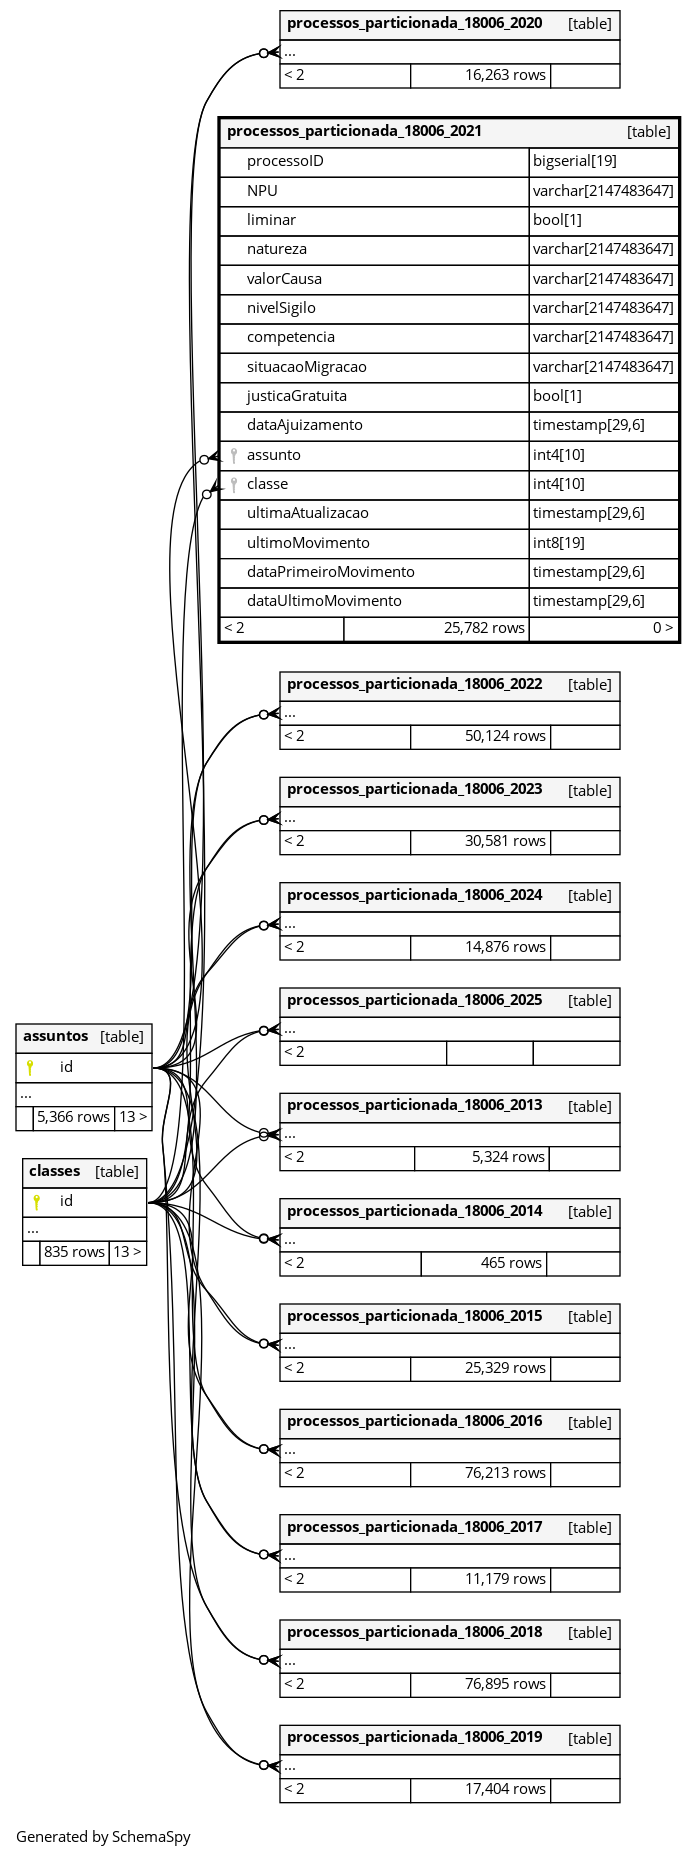 processos_particionada_18006_2020 [table]
...
< 2 16,263 rows
processos_particionada_18006_2021 [table]
processoID bigserial[19]
NPU varchar[2147483647]
liminar bool[1]
natureza varchar[2147483647]
valorCausa varchar[2147483647]
nivelSigilo varchar[2147483647]
competencia varchar[2147483647]
situacaoMigracao varchar[2147483647]
justicaGratuita bool[1]
dataAjuizamento timestamp[29,6]
assunto int4[10]
classe int4[10]
ultimaAtualizacao timestamp[29,6]
ultimoMovimento int8[19]
dataPrimeiroMovimento timestamp[29,6]
dataUltimoMovimento timestamp[29,6]
< 2 25,782 rows 0 >
processos_particionada_18006_2022 [table]
...
< 2 50,124 rows
processos_particionada_18006_2023 [table]
...
< 2 30,581 rows
processos_particionada_18006_2024 [table]
...
< 2 14,876 rows
processos_particionada_18006_2025 [table]
...
< 2
assuntos [table]
id
...
5,366 rows 13 >
processos_particionada_18006_2013 [table]
...
< 2 5,324 rows
classes [table]
id
...
835 rows 13 >
processos_particionada_18006_2014 [table]
...
< 2 465 rows
processos_particionada_18006_2015 [table]
...
< 2 25,329 rows
processos_particionada_18006_2016 [table]
...
< 2 76,213 rows
processos_particionada_18006_2017 [table]
...
< 2 11,179 rows
processos_particionada_18006_2018 [table]
...
< 2 76,895 rows
processos_particionada_18006_2019 [table]
...
< 2 17,404 rows
Generated by SchemaSpy